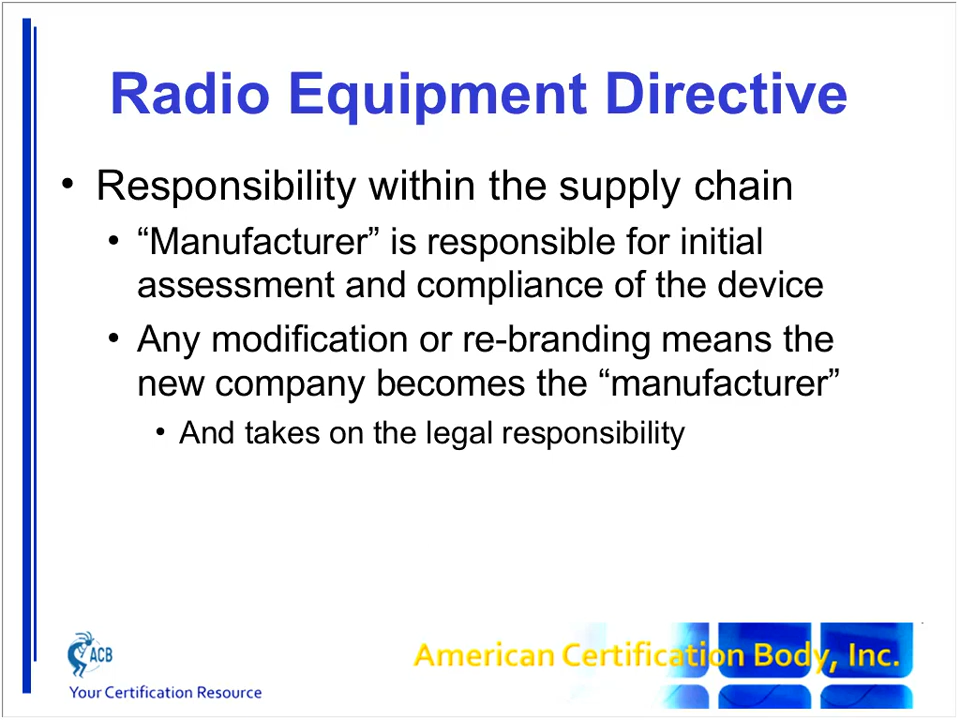 Radio Equipment Directive
• Responsibility within the supply chain
• “Manufacturer” is responsible for initial
assessment and compliance of the device
• Any modification or re-branding means the
new company becomes the “manufacturer”
• And takes on the legal responsibility
ACB
American Certification Body, Inc.
Your Certification Resource